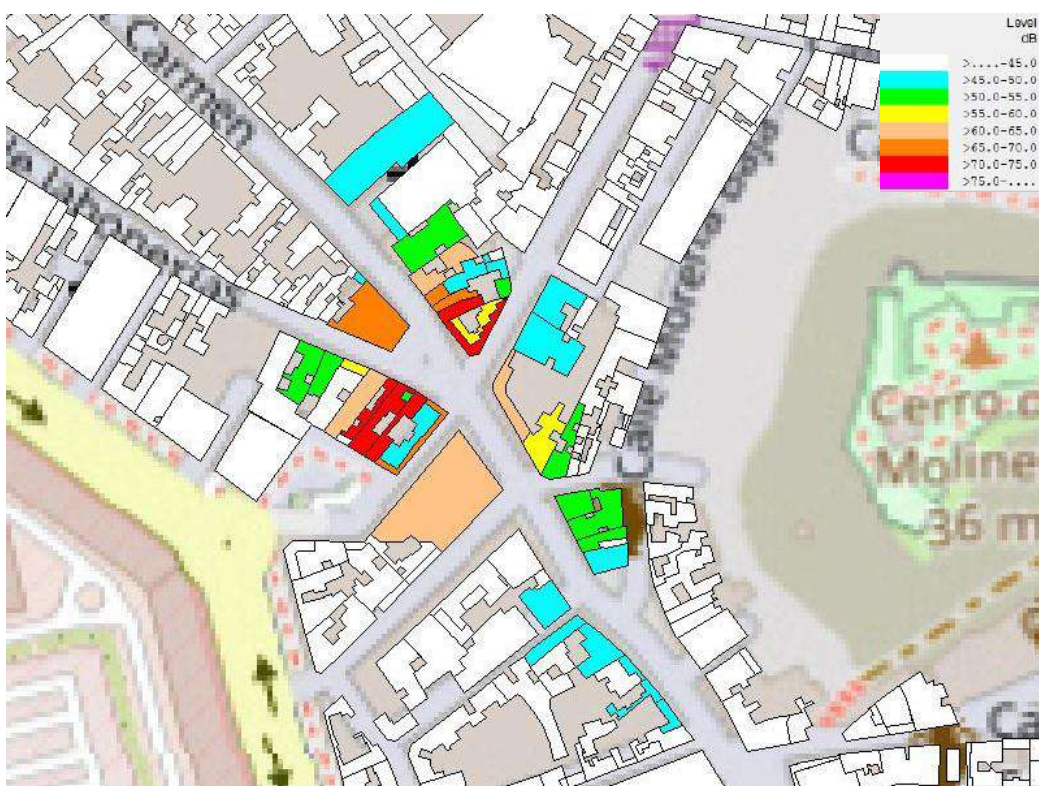 Level
dB
>....-45.0
>45.0-50.0
>50.0-55.0
>55.0-60.0
>60.0-65.0
>65.0-70.0
>70.0-75.0
>75.0-....
Carmen
Calle Moreno
Cerro
Moline
36 m
Ca